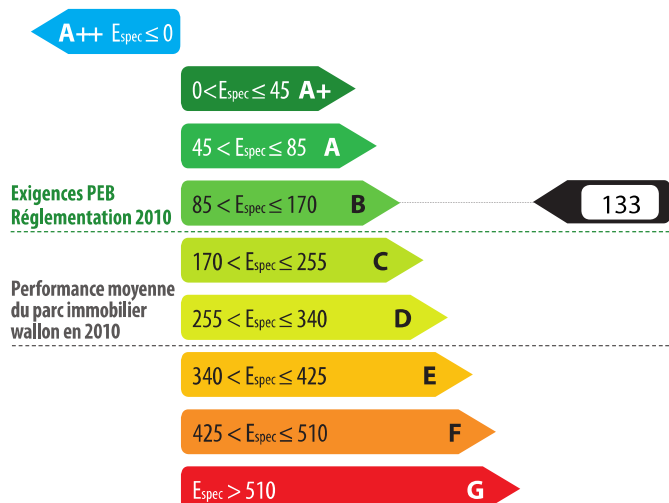 A++ Espec ≤ 0
0 < Espec ≤ 45 A+
45 < Espec ≤ 85 A
Exigences PEB
Réglementation 2010
85 < Espec ≤ 170 B
133
170 < Espec ≤ 255 C
Performance moyenne
du parc immobilier
wallon en 2010
255 < Espec ≤ 340 D
340 < Espec ≤ 425 E
425 < Espec ≤ 510 F
Espec > 510 G